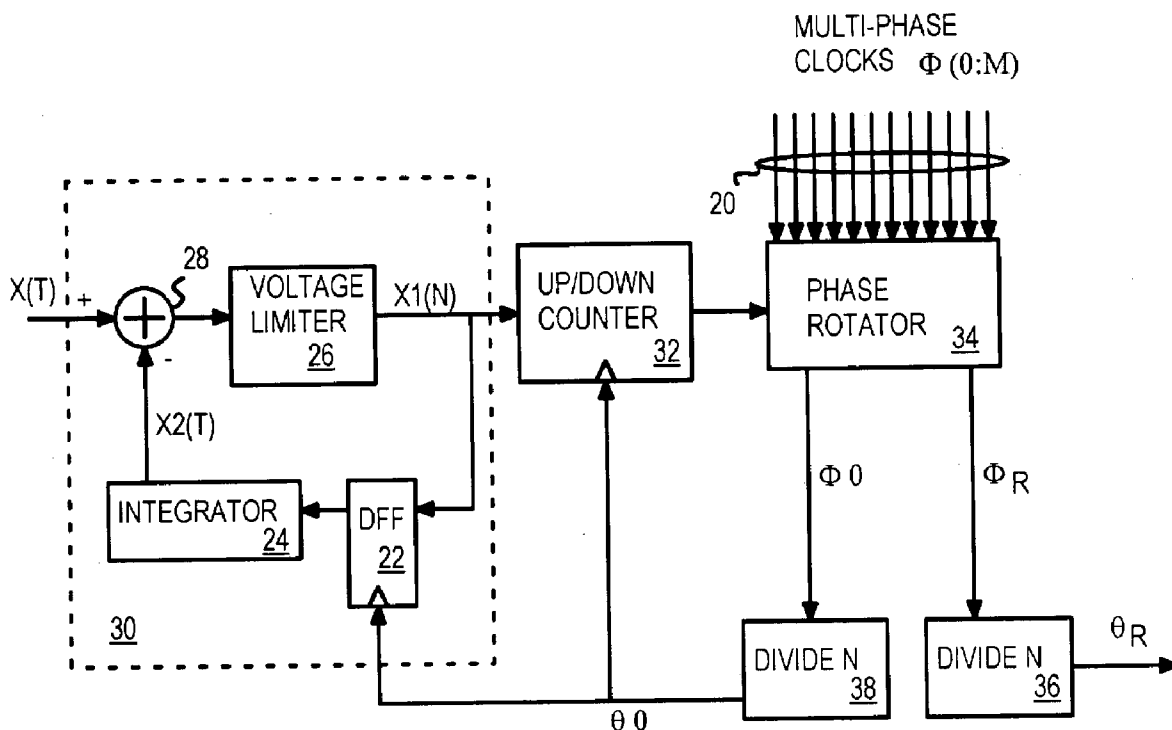 MULTI-PHASE
CLOCKS Φ (0:M)
20
28
X(T)
+
-
VOLTAGE
LIMITER
26
X1(N)
UP/DOWN
COUNTER
32
PHASE
ROTATOR
34
X2(T)
INTEGRATOR
24
DFF
22
30
Φ 0
Φ R
DIVIDE N
38
DIVIDE N
36
θ R
θ 0